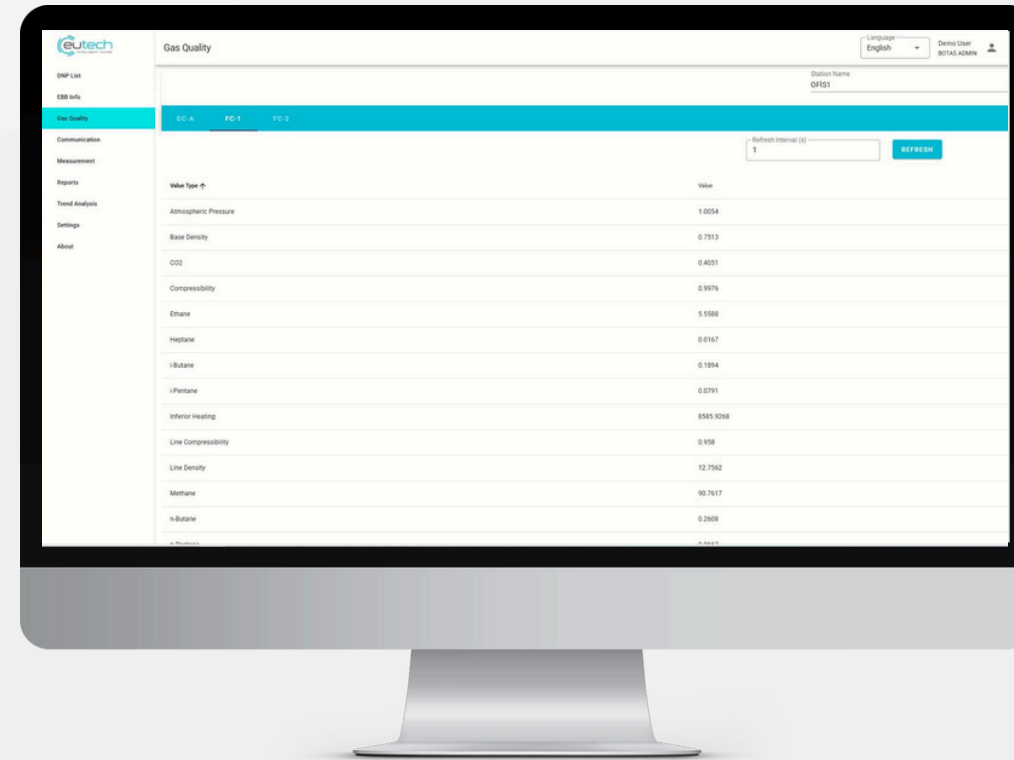 eutech
Gas Quality
Language
English
Demo User
BOTAS ADMIN
DNP List
EBB Info
Gas Quality
Communication
Measurement
Reports
Trend Analysis
Settings
About
Station Name
OFİS1
GC-A FC-1 FC-2
Refresh Interval (s)
1
REFRESH
Value Type Value
Atmospheric Pressure 1.0054
Base Density 0.7513
CO2 0.4051
Compressibility 0.9976
Ethane 5.5588
Heptane 0.0167
i-Butane 0.1894
i-Pentane 0.0791
Inferior Heating 8585.9268
Line Compressibility 0.958
Line Density 12.7562
Methane 90.7617
n-Butane 0.2608